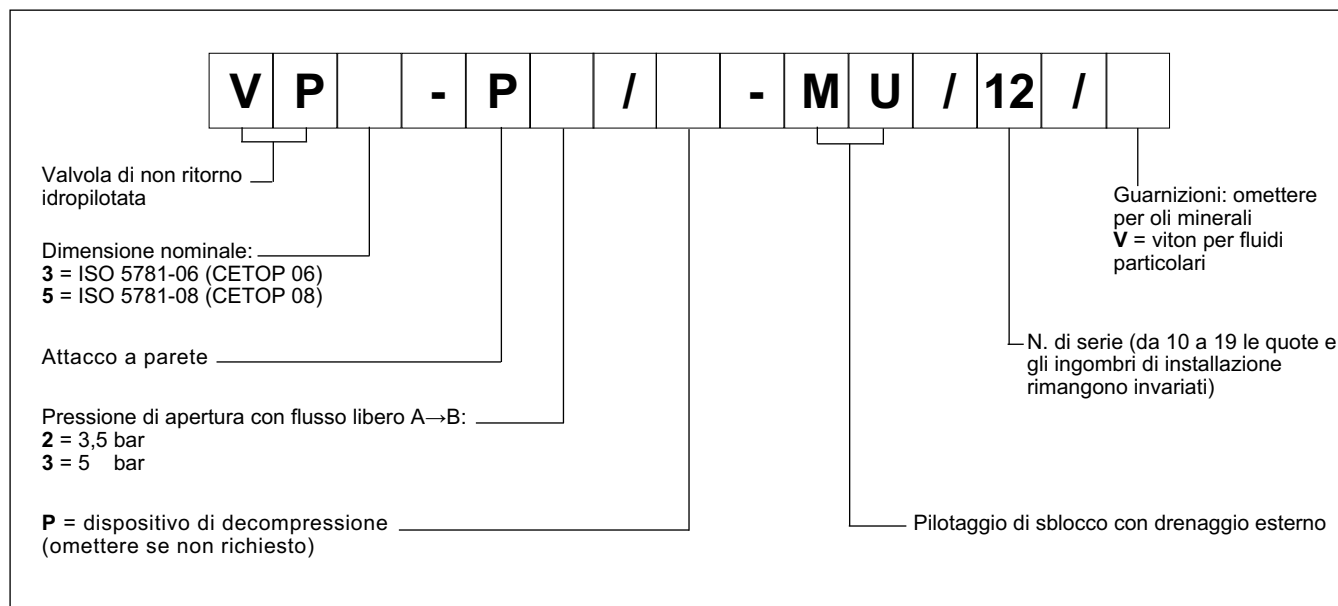 V P - P / - M U / 12 /
Valvola di non ritorno
idropilotata
Dimensione nominale:
3 = ISO 5781-06 (CETOP 06)
5 = ISO 5781-08 (CETOP 08)
Attacco a parete
Pressione di apertura con flusso libero A→B:
2 = 3,5 bar
3 = 5 bar
P = dispositivo di decompressione
(omettere se non richiesto)
Guarnizioni: omettere
per oli minerali
V = viton per fluidi
particolari
N. di serie (da 10 a 19 le quote e
gli ingombri di installazione
rimangono invariati)
Pilotaggio di sblocco con drenaggio esterno